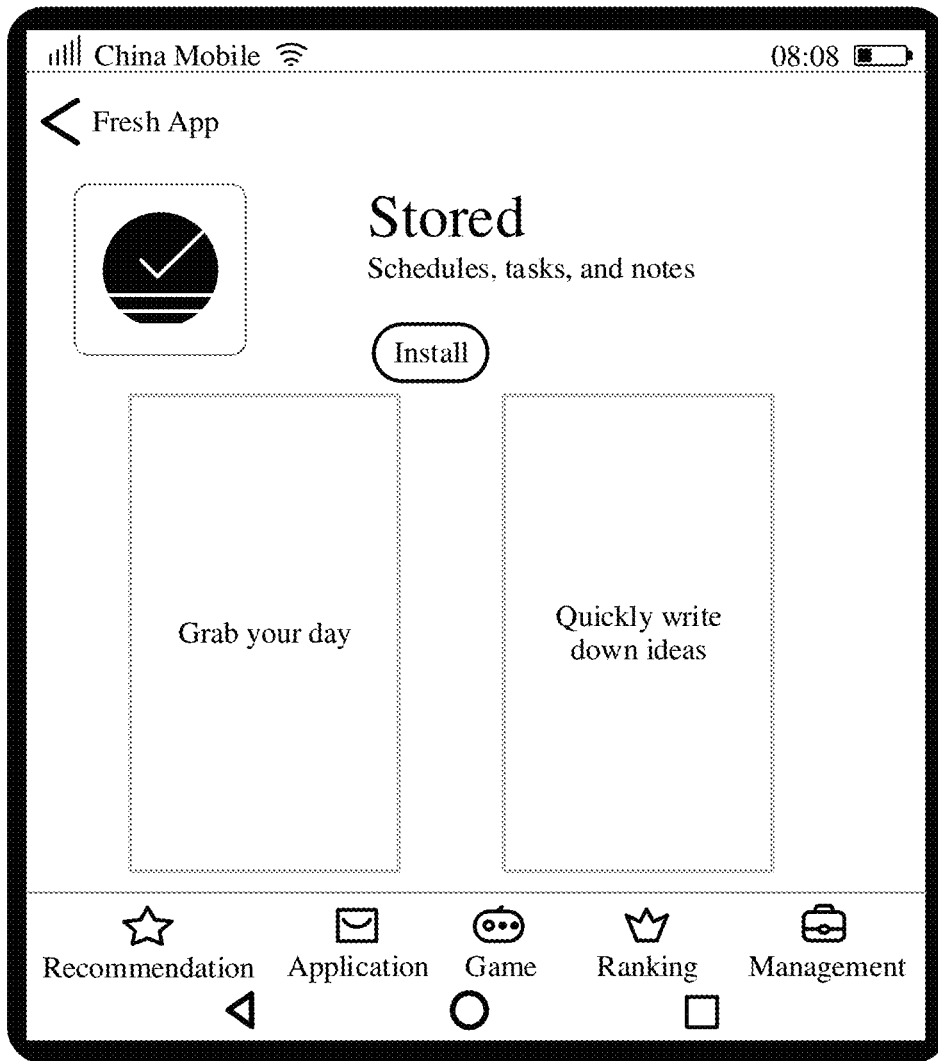 China Mobile 08:08
Fresh App
Stored
Schedules, tasks, and notes
Install
Grab your day
Quickly write
down ideas
Recommendation Application Game Ranking Management